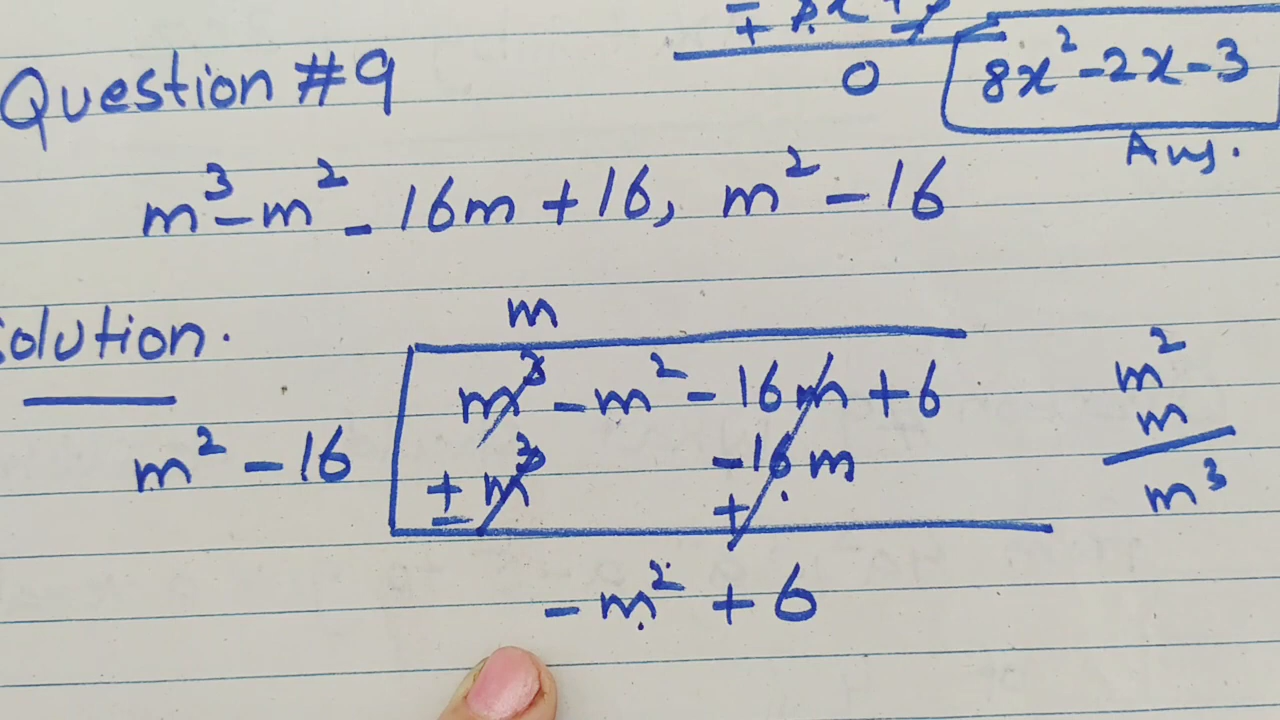 0
8x² - 2x - 3
Ans.
Question #9
m³ - m² - 16m + 16, m² - 16
Solution.
m
m² - 16
m³ - m² - 16m + 6
± m³ - 16m
+
- m² + 6
m²
m
m³